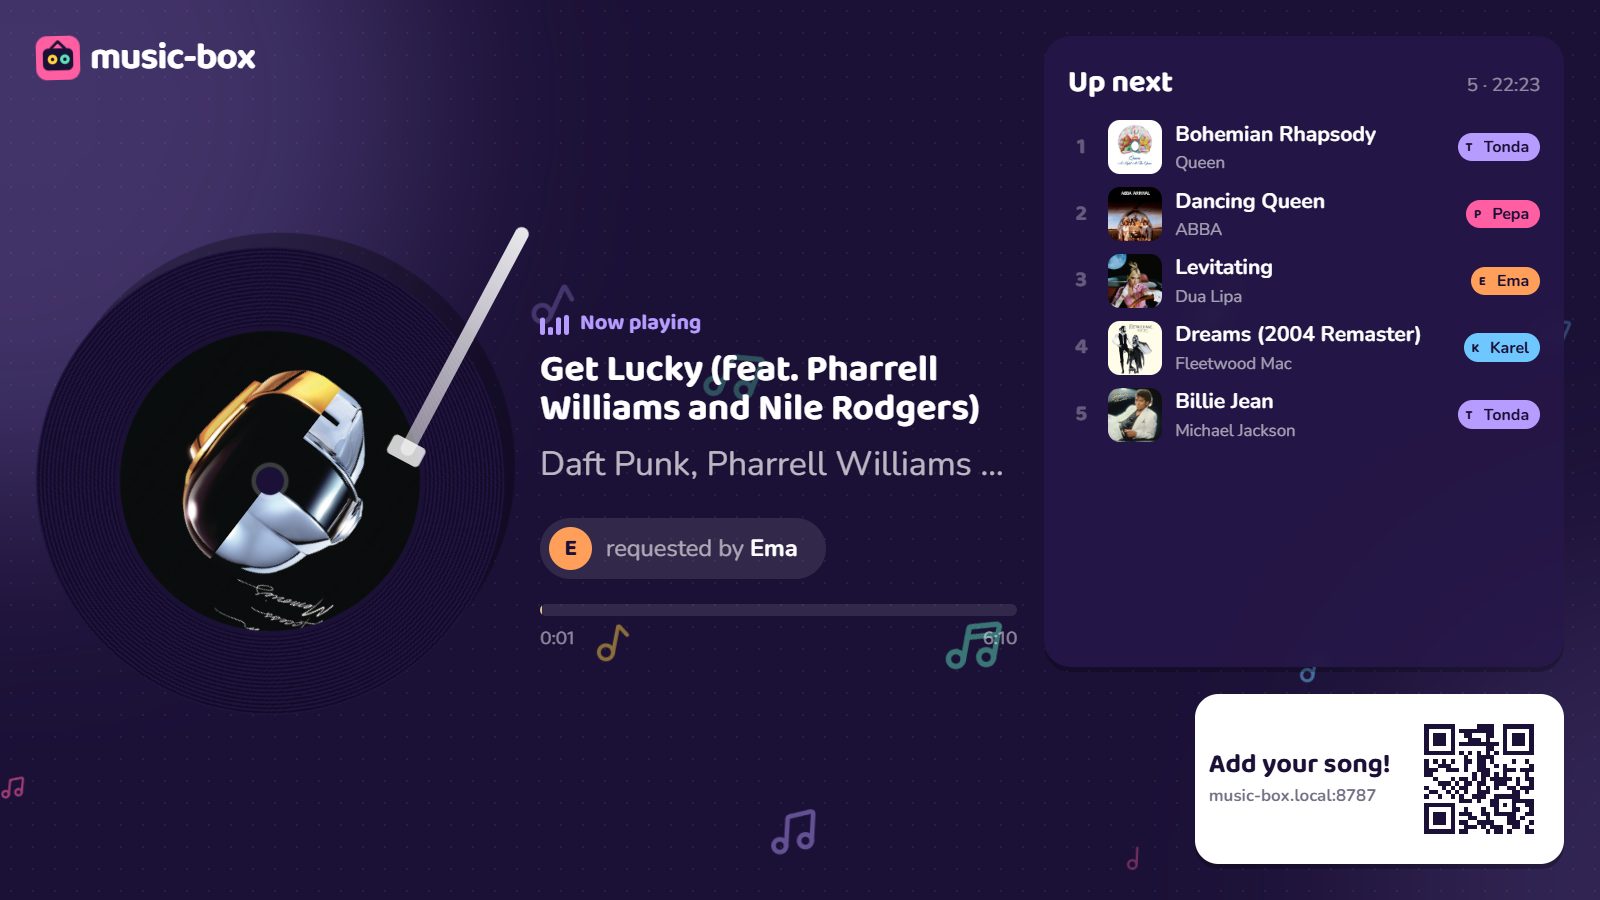 music-box
Now playing
Get Lucky (feat. Pharrell
Williams and Nile Rodgers)
Daft Punk, Pharrell Williams ...
E requested by Ema
0:01 6:10
Up next 5 · 22:23
1 Bohemian Rhapsody
Queen
T Tonda
2 Dancing Queen
ABBA
P Pepa
3 Levitating
Dua Lipa
E Ema
4 Dreams (2004 Remaster)
Fleetwood Mac
K Karel
5 Billie Jean
Michael Jackson
T Tonda
Add your song!
music-box.local:8787